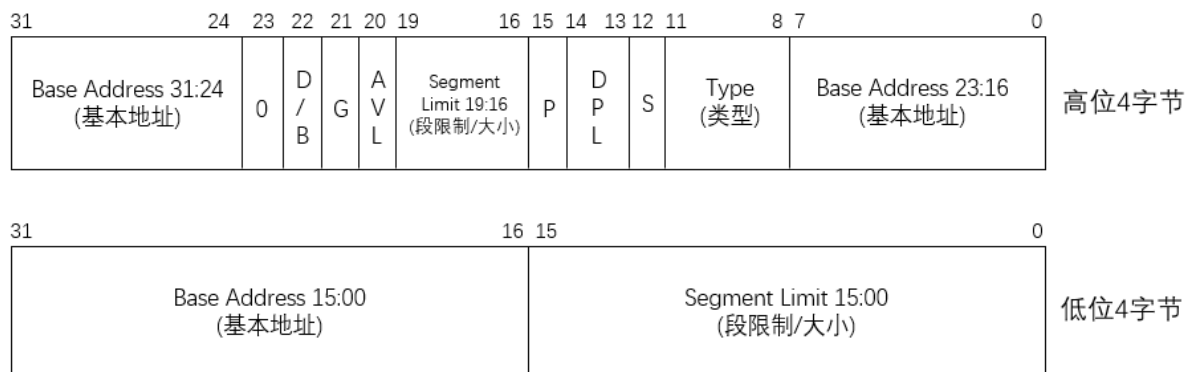 31 24 23 22 21 20 19 16 15 14 13 12 11 8 7 0
Base Address 31:24
(基本地址)
0
D
/
B
G
A
V
L
Segment
Limit 19:16
(段限制/大小)
P
D
P
L
S
Type
(类型)
Base Address 23:16
(基本地址)
高位4字节
31 16 15 0
Base Address 15:00
(基本地址)
Segment Limit 15:00
(段限制/大小)
低位4字节